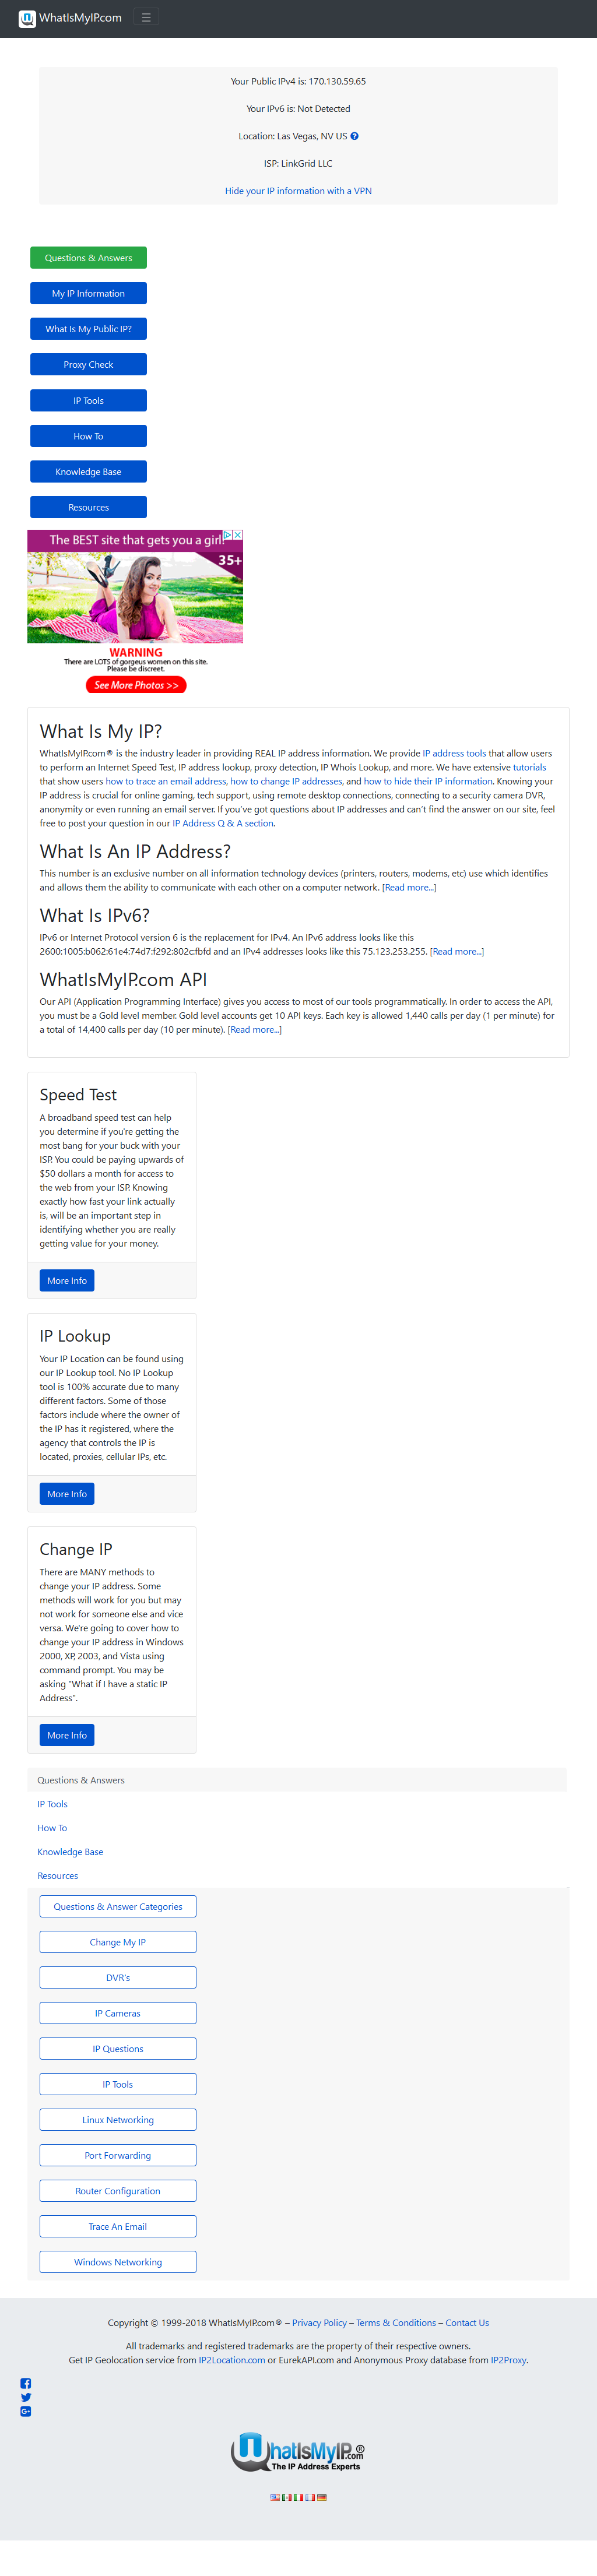 WhatIsMyIP.com
Your Public IPv4 is: 170.130.59.65
Your IPv6 is: Not Detected
Location: Las Vegas, NV US
ISP: LinkGrid LLC
Hide your IP information with a VPN
Questions & Answers
My IP Information
What Is My Public IP?
Proxy Check
IP Tools
How To
Knowledge Base
Resources
The BEST site that gets you a girl!
35+
WARNING
There are LOTS of gorgeous women on this site.
Please be discreet.
See More Photos >>
What Is My IP?
WhatIsMyIP.com® is the industry leader in providing REAL IP address information. We provide IP address tools that allow users
to perform an Internet Speed Test, IP address lookup, proxy detection, IP Whois Lookup, and more. We have extensive tutorials
that show users how to trace an email address, how to change IP addresses, and how to hide their IP information. Knowing your
IP address is crucial for online gaming, tech support, using remote desktop connections, connecting to a security camera DVR,
anonymity or even running an email server. If you've got questions about IP addresses and can't find the answer on our site, feel
free to post your question in our IP Address Q & A section.
What Is An IP Address?
This number is an exclusive number on all information technology devices (printers, routers, modems, etc) use which identifies
and allows them the ability to communicate with each other on a computer network. [Read more...]
What Is IPv6?
IPv6 or Internet Protocol version 6 is the replacement for IPv4. An IPv6 address looks like this
2600:1005:b062:61e4:74d7:f292:802c:fbfd and an IPv4 addresses looks like this 75.123.253.255. [Read more...]
WhatIsMyIP.com API
Our API (Application Programming Interface) gives you access to most of our tools programmatically. In order to access the API,
you must be a Gold level member. Gold level accounts get 10 API keys. Each key is allowed 1,440 calls per day (1 per minute) for
a total of 14,400 calls per day (10 per minute). [Read more...]
Speed Test
A broadband speed test can help
you determine if you're getting the
most bang for your buck with your
ISP. You could be paying upwards of
$50 dollars a month for access to
the web from your ISP. Knowing
exactly how fast your link actually
is, will be an important step in
identifying whether you are really
getting value for your money.
More Info
IP Lookup
Your IP Location can be found using
our IP Lookup tool. No IP Lookup
tool is 100% accurate due to many
different factors. Some of those
factors include where the owner of
the IP has it registered, where the
agency that controls the IP is
located, proxies, cellular IPs, etc.
More Info
Change IP
There are MANY methods to
change your IP address. Some
methods will work for you but may
not work for someone else and vice
versa. We're going to cover how to
change your IP address in Windows
2000, XP, 2003, and Vista using
command prompt. You may be
asking "What if I have a static IP
Address".
More Info
Questions & Answers
IP Tools
How To
Knowledge Base
Resources
Questions & Answer Categories
Change My IP
DVR's
IP Cameras
IP Questions
IP Tools
Linux Networking
Port Forwarding
Router Configuration
Trace An Email
Windows Networking
Copyright © 1999-2018 WhatIsMyIP.com® – Privacy Policy – Terms & Conditions – Contact Us
All trademarks and registered trademarks are the property of their respective owners.
Get IP Geolocation service from IP2Location.com or EurekAPI.com and Anonymous Proxy database from IP2Proxy.
WhatIsMyIP.com®
The IP Address Experts